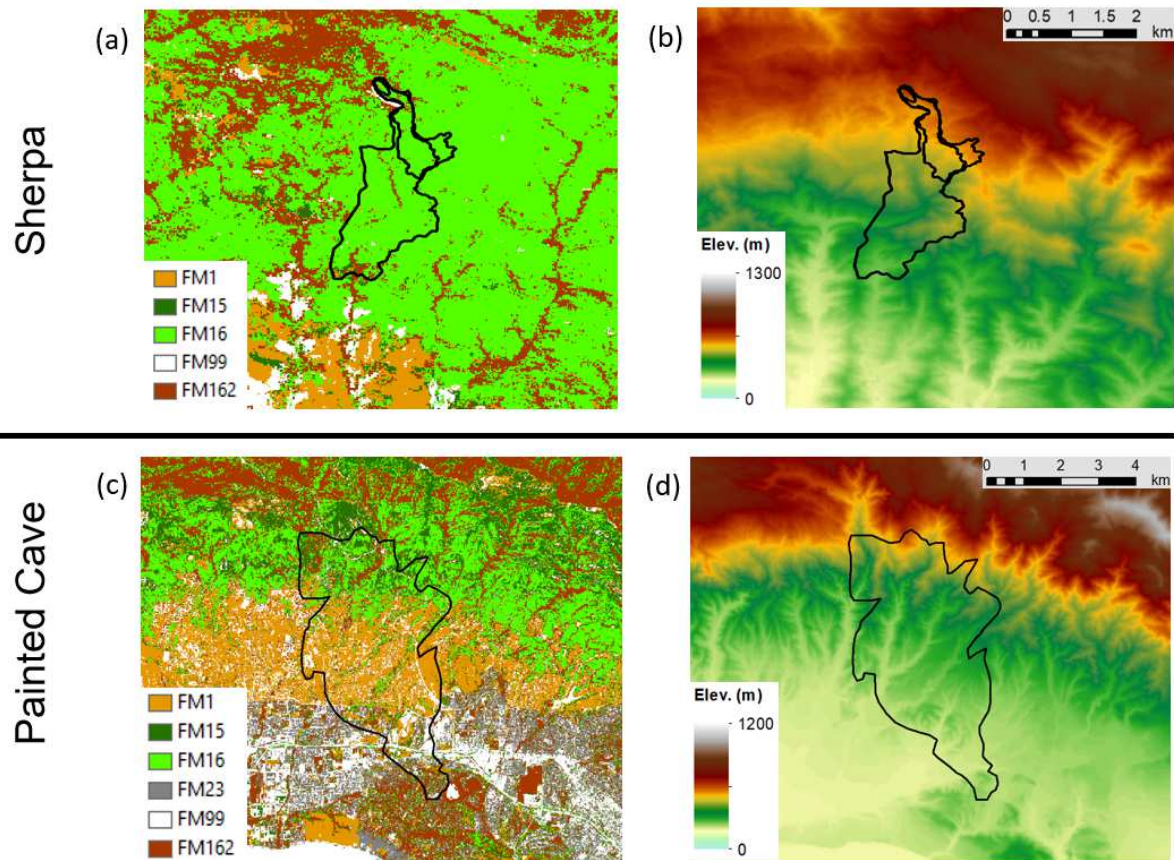 Sherpa
(a)
FM1
FM15
FM16
FM99
FM162
(b)
0 0.5 1 1.5 2
km
Elev. (m)
1300
0
Painted Cave
(c)
FM1
FM15
FM16
FM23
FM99
FM162
(d)
0 1 2 3 4
km
Elev. (m)
1200
0